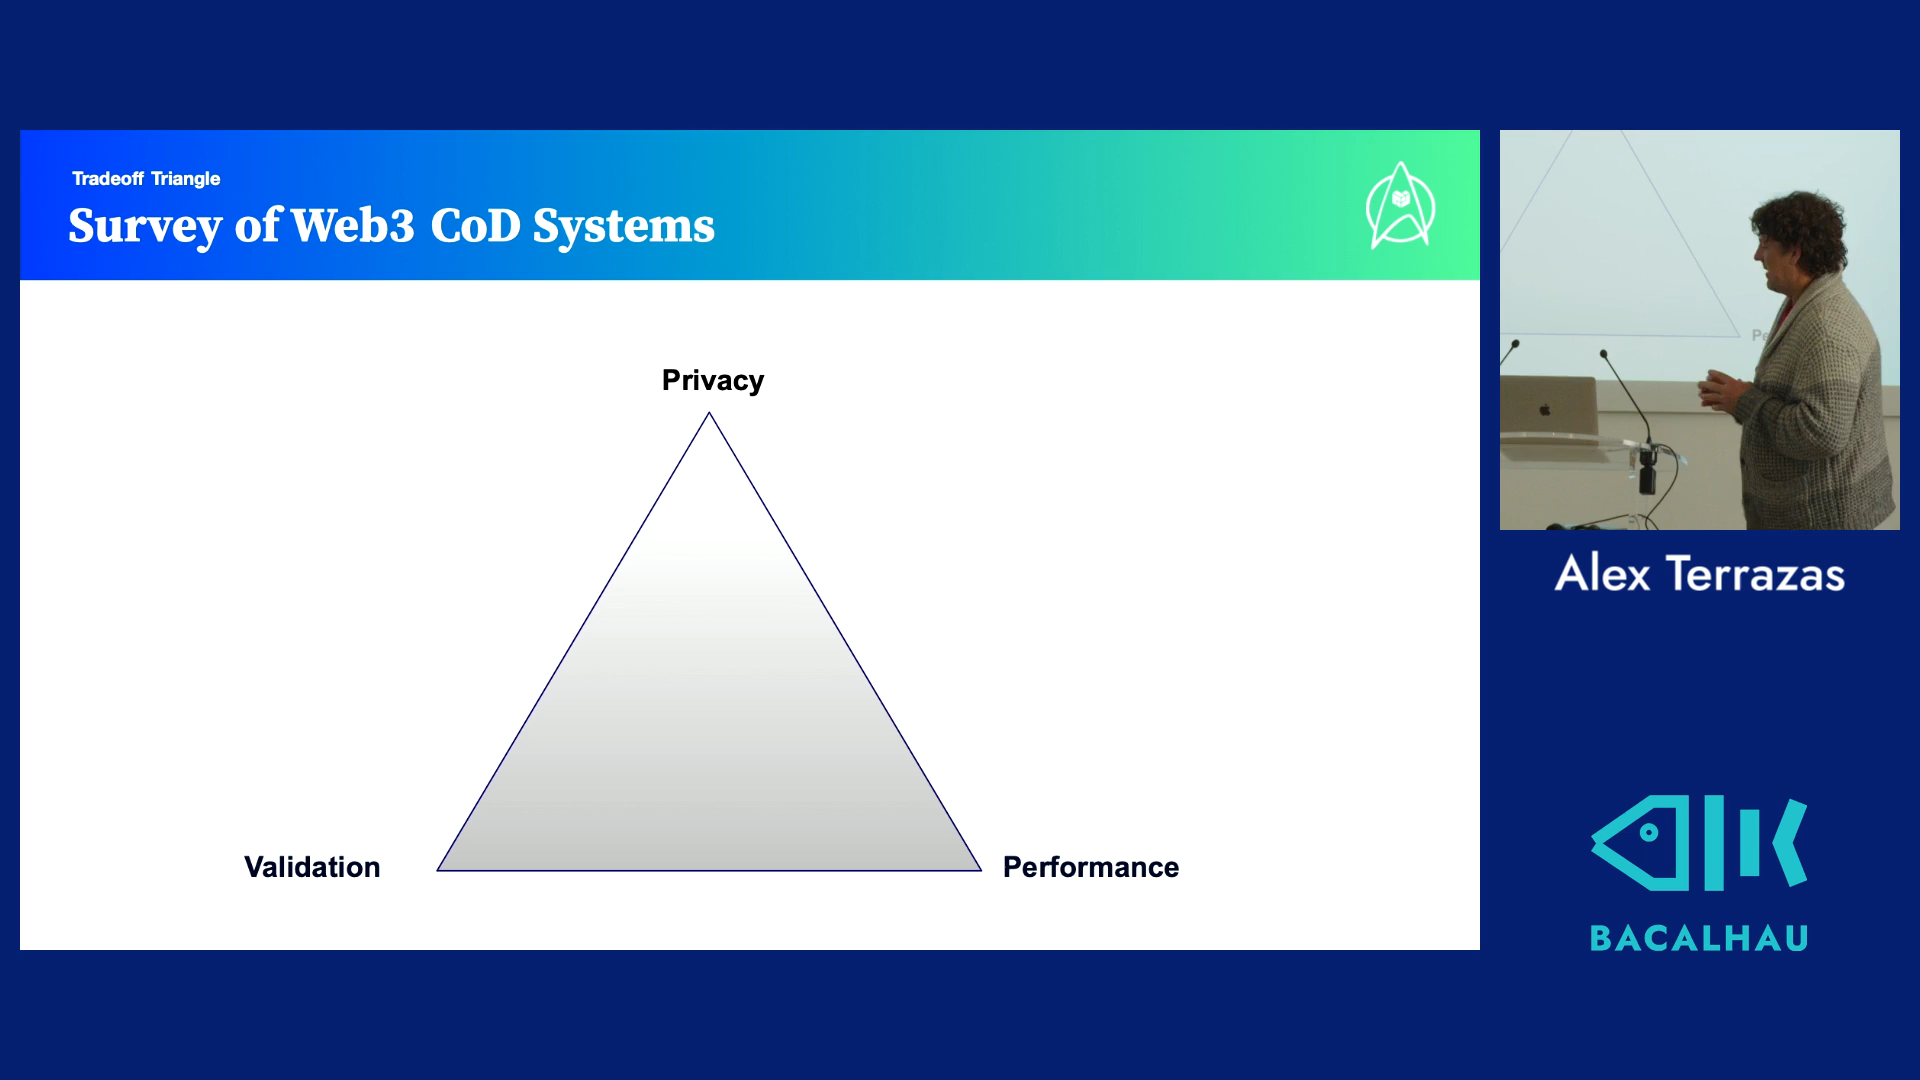 Tradeoff Triangle
Survey of Web3 CoD Systems
Privacy
Validation
Performance
Alex Terrazas
BACALHAU